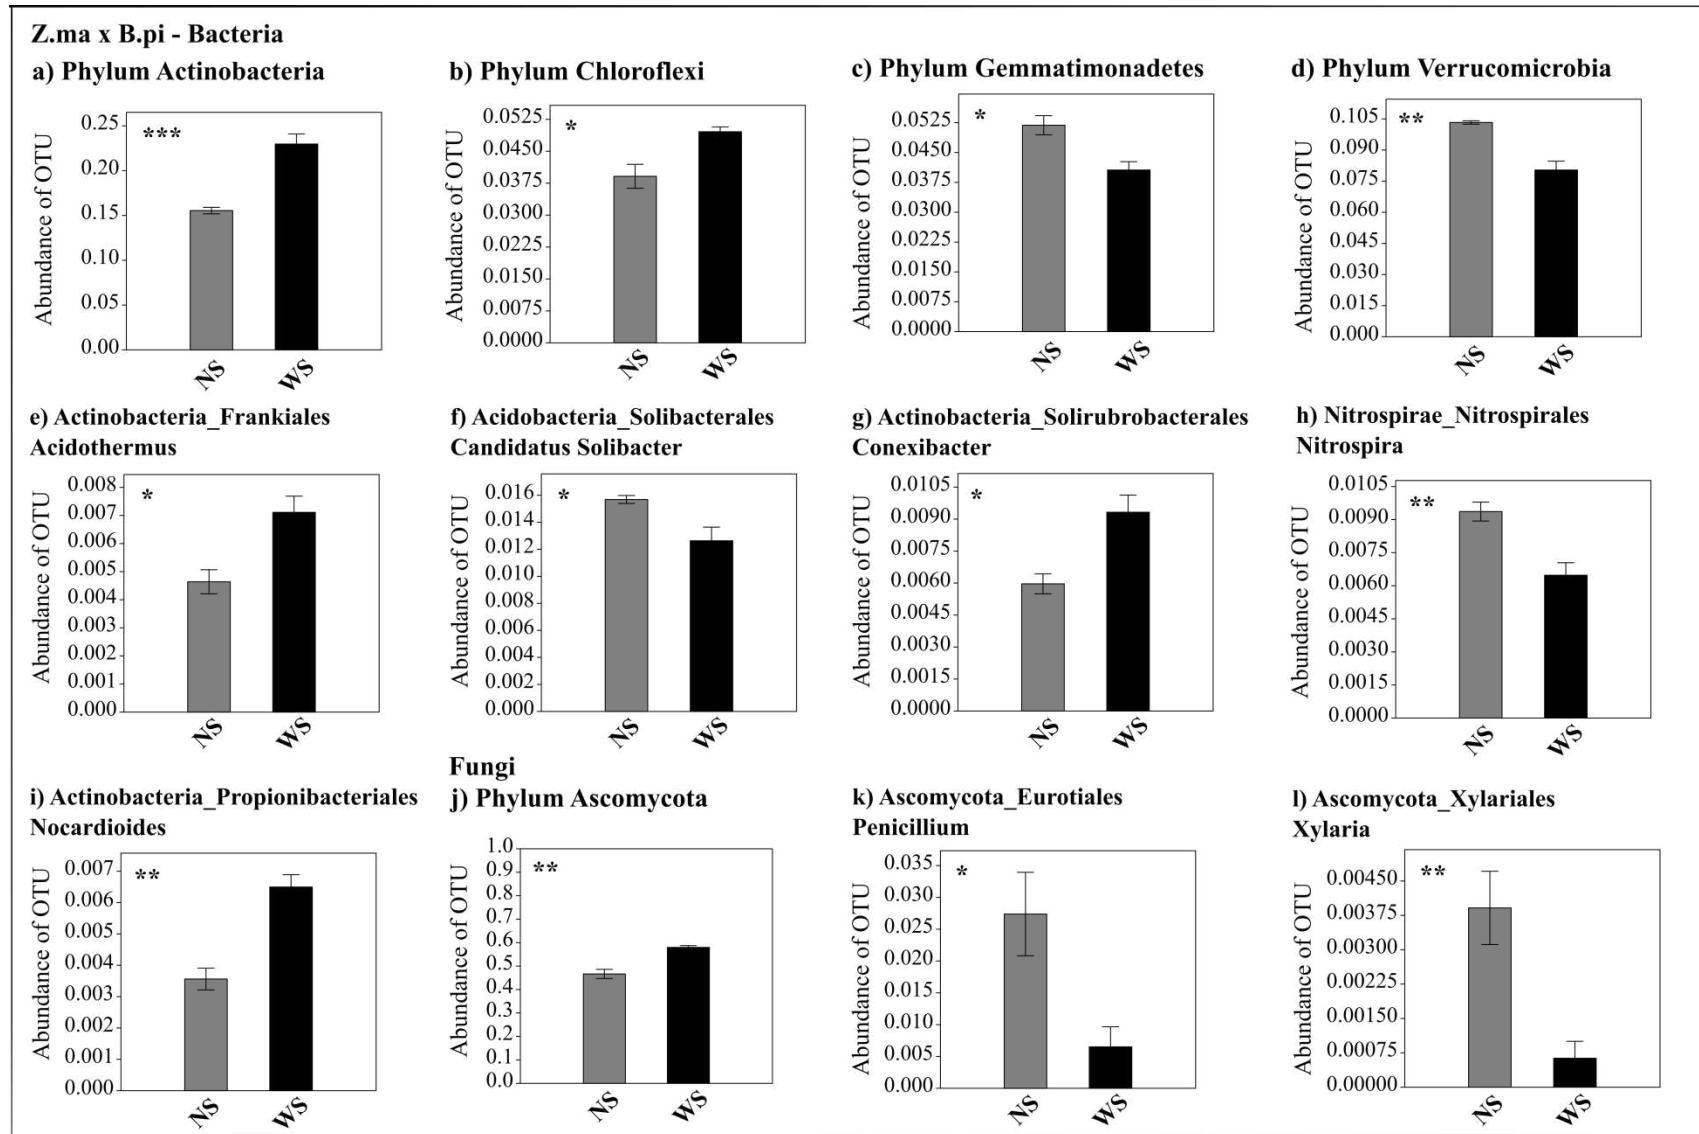 Z.ma x B.pi - Bacteria
a) Phylum Actinobacteria
***
Abundance of OTU
0.25
0.20
0.15
0.10
0.05
0.00
NS
WS
b) Phylum Chloroflexi
*
Abundance of OTU
0.0525
0.0450
0.0375
0.0300
0.0225
0.0150
0.0075
0.0000
NS
WS
c) Phylum Gemmatimonadetes
*
Abundance of OTU
0.0525
0.0450
0.0375
0.0300
0.0225
0.0150
0.0075
0.0000
NS
WS
d) Phylum Verrucomicrobia
**
Abundance of OTU
0.105
0.090
0.075
0.060
0.045
0.030
0.015
0.000
NS
WS
e) Actinobacteria_Frankiales
Acidothermus
*
Abundance of OTU
0.008
0.007
0.006
0.005
0.004
0.003
0.002
0.001
0.000
NS
WS
f) Acidobacteria_Solibacterales
Candidatus Solibacter
*
Abundance of OTU
0.016
0.014
0.012
0.010
0.008
0.006
0.004
0.002
0.000
NS
WS
g) Actinobacteria_Solirubrobacterales
Conexibacter
*
Abundance of OTU
0.0105
0.0090
0.0075
0.0060
0.0045
0.0030
0.0015
0.0000
NS
WS
h) Nitrospirae_Nitrospirales
Nitrospira
**
Abundance of OTU
0.0105
0.0090
0.0075
0.0060
0.0045
0.0030
0.0015
0.0000
NS
WS
i) Actinobacteria_Propionibacteriales
Nocardioides
**
Abundance of OTU
0.007
0.006
0.005
0.004
0.003
0.002
0.001
0.000
NS
WS
Fungi
j) Phylum Ascomycota
**
Abundance of OTU
1.0
0.9
0.8
0.7
0.6
0.5
0.4
0.3
0.2
0.1
0.0
NS
WS
k) Ascomycota_Eurotiales
Penicillium
*
Abundance of OTU
0.035
0.030
0.025
0.020
0.015
0.010
0.005
0.000
NS
WS
l) Ascomycota_Xylariales
Xylaria
**
Abundance of OTU
0.00450
0.00375
0.00300
0.00225
0.00150
0.00075
0.00000
NS
WS